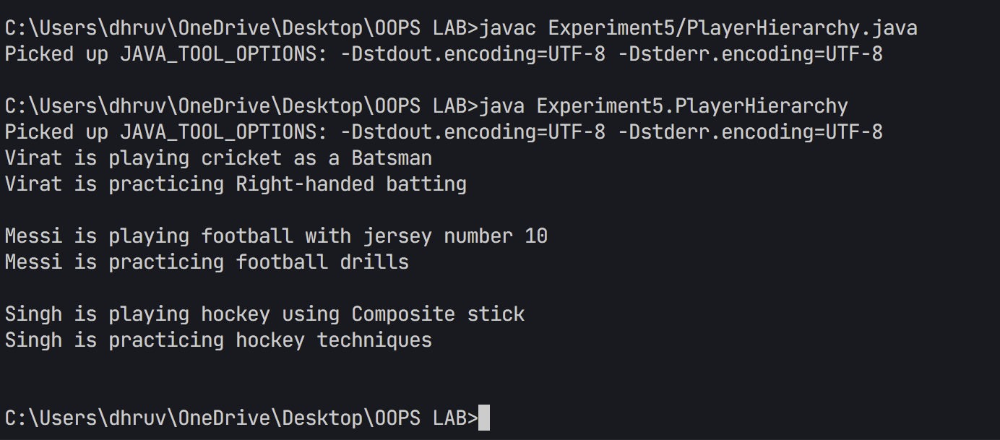 C:\Users\dhruv\OneDrive\Desktop\OOPS LAB>javac Experiment5/PlayerHierarchy.java
Picked up JAVA_TOOL_OPTIONS: -Dstdout.encoding=UTF-8 -Dstderr.encoding=UTF-8
C:\Users\dhruv\OneDrive\Desktop\OOPS LAB>java Experiment5.PlayerHierarchy
Picked up JAVA_TOOL_OPTIONS: -Dstdout.encoding=UTF-8 -Dstderr.encoding=UTF-8
Virat is playing cricket as a Batsman
Virat is practicing Right-handed batting
Messi is playing football with jersey number 10
Messi is practicing football drills
Singh is playing hockey using Composite stick
Singh is practicing hockey techniques
C:\Users\dhruv\OneDrive\Desktop\OOPS LAB>